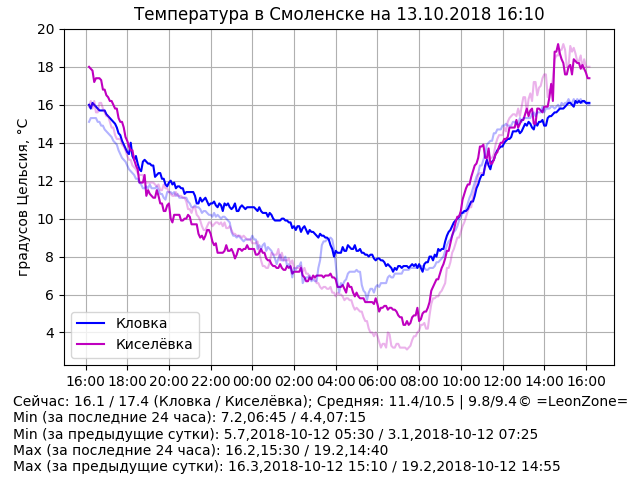 Температура в Смоленске на 13.10.2018 16:10
градусов Цельсия, °C
20
18
16
14
12
10
8
6
4
Кловка
Киселёвка
16:00 18:00 20:00 22:00 00:00 02:00 04:00 06:00 08:00 10:00 12:00 14:00 16:00
Сейчас: 16.1 / 17.4 (Кловка / Киселёвка); Средняя: 11.4/10.5 | 9.8/9.4© =LeonZone=
Min (за последние 24 часа): 7.2,06:45 / 4.4,07:15
Min (за предыдущие сутки): 5.7,2018-10-12 05:30 / 3.1,2018-10-12 07:25
Max (за последние 24 часа): 16.2,15:30 / 19.2,14:40
Max (за предыдущие сутки): 16.3,2018-10-12 15:10 / 19.2,2018-10-12 14:55